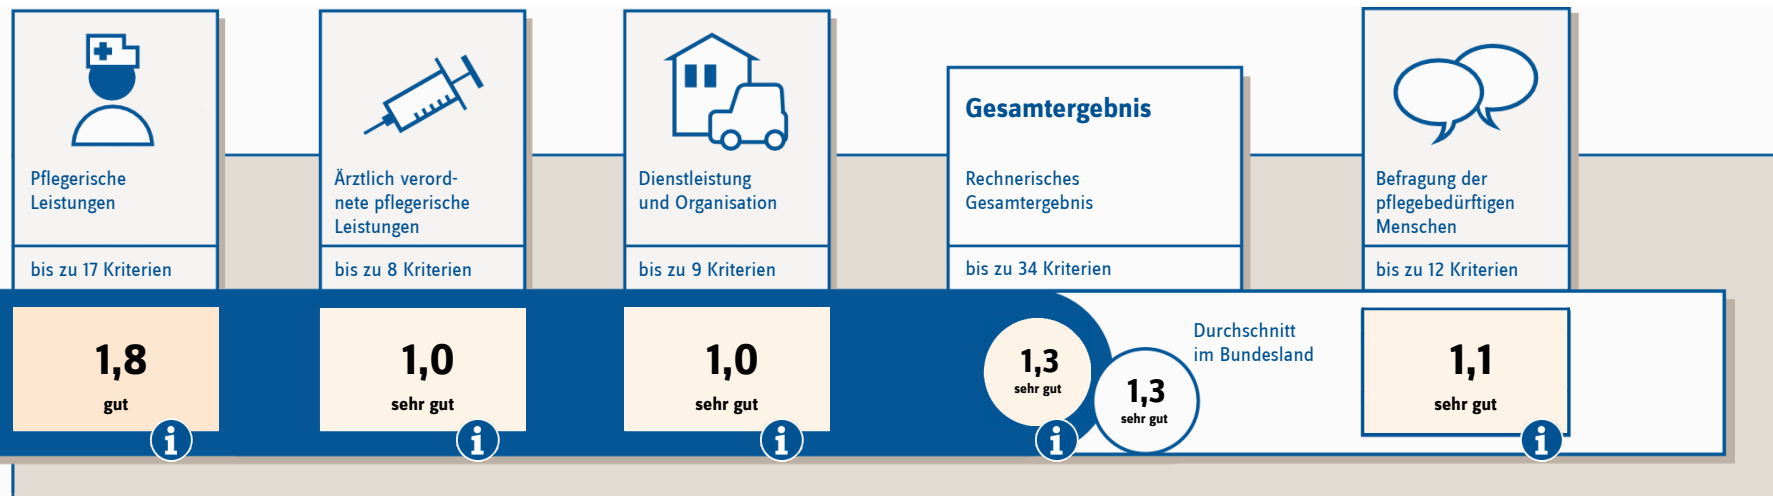 Pflegerische
Leistungen
bis zu 17 Kriterien
1,8
gut
i
Ärztlich verord-
nete pflegerische
Leistungen
bis zu 8 Kriterien
1,0
sehr gut
i
Dienstleistung
und Organisation
bis zu 9 Kriterien
1,0
sehr gut
i
Gesamtergebnis
Rechnerisches
Gesamtergebnis
bis zu 34 Kriterien
1,3
sehr gut
i
Durchschnitt
im Bundesland
1,3
sehr gut
Befragung der
pflegebedürftigen
Menschen
bis zu 12 Kriterien
1,1
sehr gut
i